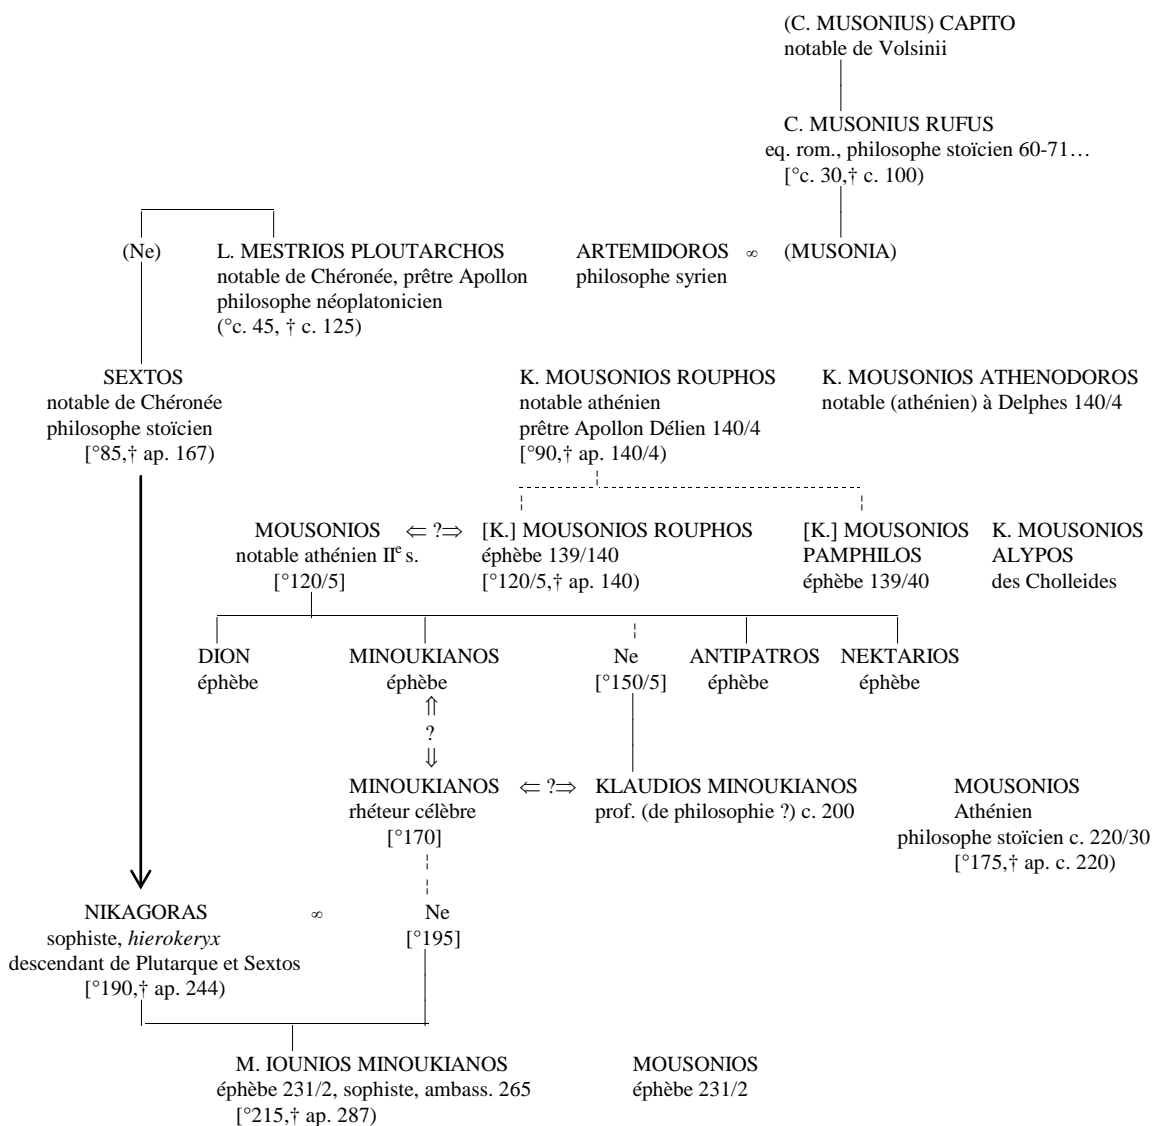 (C. MUSONIUS) CAPITO
notable de Volsinii
C. MUSONIUS RUFUS
eq. rom., philosophe stoïcien 60-71…
[°c. 30,† c. 100)
(Ne)
L. MESTRIOS PLOUTARCHOS
notable de Chéronée, prêtre Apollon
philosophe néoplatonicien
(°c. 45, † c. 125)
ARTEMIDOROS ∞ (MUSONIA)
philosophe syrien
SEXTOS
notable de Chéronée
philosophe stoïcien
[°85,† ap. 167)
K. MOUSONIOS ROUPHOS
notable athénien
prêtre Apollon Délien 140/4
[°90,† ap. 140/4)
K. MOUSONIOS ATHENODOROS
notable (athénien) à Delphes 140/4
MOUSONIOS ⇐ ?⇒ [K.] MOUSONIOS ROUPHOS
notable athénien IIe s.
[°120/5]
éphèbe 139/140
[°120/5,† ap. 140)
[K.] MOUSONIOS
PAMPHILOS
éphèbe 139/40
K. MOUSONIOS
ALYPOS
des Cholleides
DION
éphèbe
MINOUKIANOS
éphèbe
Ne
[°150/5]
ANTIPATROS
éphèbe
NEKTARIOS
éphèbe
⇑
?
⇓
MINOUKIANOS ⇐ ?⇒ KLAUDIOS MINOUKIANOS
rhéteur célèbre
[°170]
prof. (de philosophie ?) c. 200
MOUSONIOS
Athénien
philosophe stoïcien c. 220/30
[°175,† ap. c. 220)
NIKAGORAS ∞ Ne
sophiste, hierokeryx
descendant de Plutarque et Sextos
[°190,† ap. 244)
[°195]
M. IOUNIOS MINOUKIANOS
éphèbe 231/2, sophiste, ambass. 265
[°215,† ap. 287)
MOUSONIOS
éphèbe 231/2